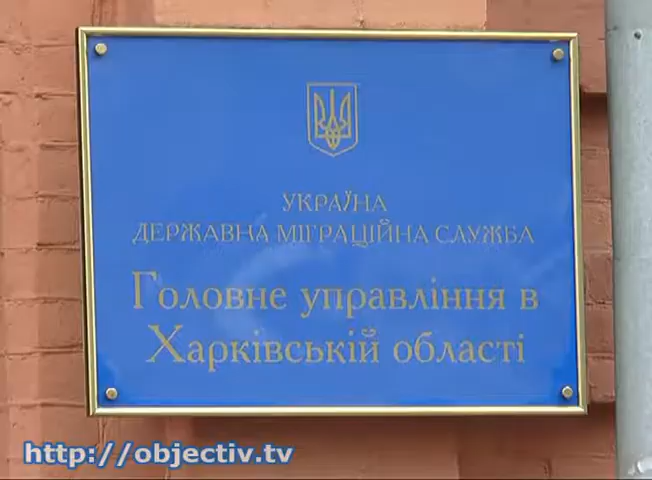 УКРАЇНА
ДЕРЖАВНА МІГРАЦІЙНА СЛУЖБА
Головне управління в
Харківській області
http://objectiv.tv